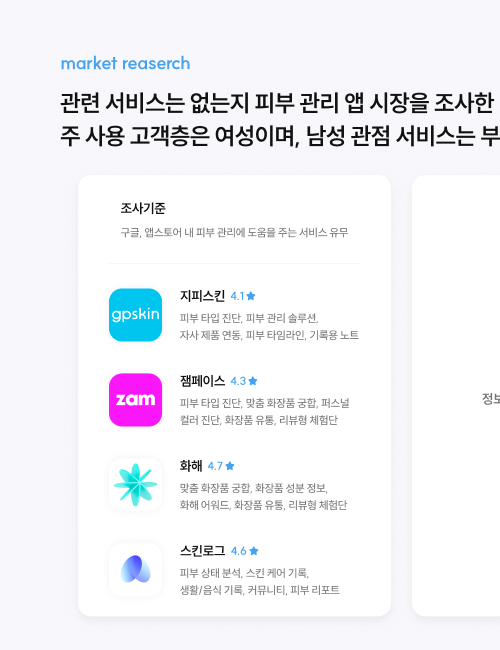 market reaserch
관련 서비스는 없는지 피부 관리 앱 시장을 조사한
주 사용 고객층은 여성이며, 남성 관점 서비스는 부
조사기준
구글, 앱스토어 내 피부 관리에 도움을 주는 서비스 유무
gpskin
지피스킨 4.1★
피부 타입 진단, 피부 관리 솔루션,
자사 제품 연동, 피부 타임라인, 기록용 노트
zam
잼페이스 4.3★
피부 타입 진단, 맞춤 화장품 궁합, 퍼스널
컬러 진단, 화장품 유통, 리뷰형 체험단
화해 4.7★
맞춤 화장품 궁합, 화장품 성분 정보,
화해 어워드, 화장품 유통, 리뷰형 체험단
스킨로그 4.6★
피부 상태 분석, 스킨 케어 기록,
생활/음식 기록, 커뮤니티, 피부 리포트
정보